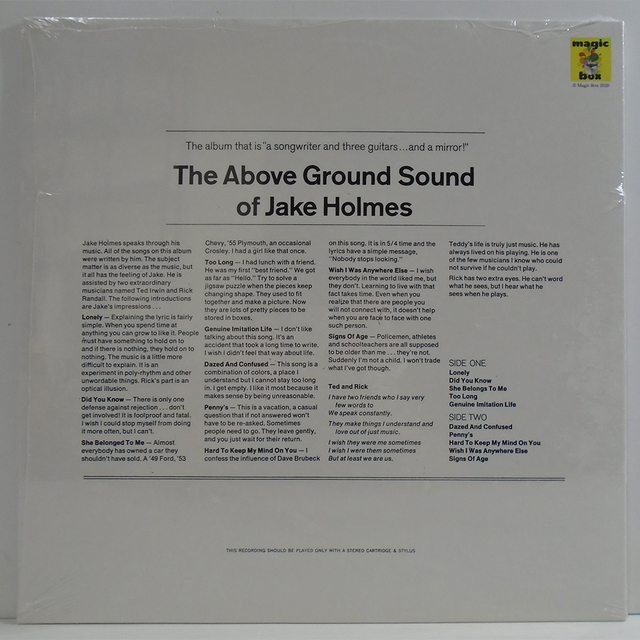 magic
box
© Magic Box 2020
The album that is "a songwriter and three guitars...and a mirror!"
The Above Ground Sound
of Jake Holmes
Jake Holmes speaks through his
music. All of the songs on this album
were written by him. The subject
matter is as diverse as the music, but
it all has the feeling of Jake. He is
assisted by two extraordinary
musicians named Ted Irwin and Rick
Randall. The following introductions
are Jake's impressions . . .
Lonely — Explaining the lyric is fairly
simple. When you spend time at
anything you can grow to like it. People
must have something to hold on to
and if there is nothing, they hold on to
nothing. The music is a little more
difficult to explain. It is an
experiment in poly-rhythm and other
unwordable things. Rick's part is an
optical illusion.
Did You Know — There is only one
defense against rejection . . . don't
get involved! It is foolproof and fatal.
I wish I could stop myself from doing
it more often, but I can't.
She Belonged To Me — Almost
everybody has owned a car they
shouldn't have sold. A '49 Ford, '53
Chevy, '55 Plymouth, an occasional
Crosley. I had a girl like that once.
Too Long — I had lunch with a friend.
He was my first "best friend." We got
as far as "Hello." Try to solve a
jigsaw puzzle when the pieces keep
changing shape. They used to fit
together and make a picture. Now
they are lots of pretty pieces to be
stored in boxes.
Genuine Imitation Life — I don't like
talking about this song. It's an
accident that took a long time to write.
I wish I didn't feel that way about life.
Dazed And Confused — This song is a
combination of colors, a place I
understand but I cannot stay too long
in. I get empty. I like it most because it
makes sense by being unreasonable.
Penny's — This is a vacation, a casual
question that if not answered won't
have to be re-asked. Sometimes
people need to go. They leave gently,
and you just wait for their return.
Hard To Keep My Mind On You — I
confess the influence of Dave Brubeck
on this song. It is in 5/4 time and the
lyrics have a simple message,
"Nobody stops looking."
Wish I Was Anywhere Else — I wish
everybody in the world liked me, but
they don't. Learning to live with that
fact takes time. Even when you
realize that there are people you
will not connect with, it doesn't help
when you are face to face with one
such person.
Signs Of Age — Policemen, athletes
and schoolteachers are all supposed
to be older than me . . . they're not.
Suddenly I'm not a child, I won't trade
what I've got though.
Ted and Rick
I have two friends who I say very
few words to
We speak constantly.
They make things I understand and
love out of just music.
I wish they were me sometimes
I wish I were them sometimes
But at least we are us.
Teddy's life is truly just music. He has
always lived on his playing. He is one
of the few musicians I know who could
not survive if he couldn't play.
Rick has two extra eyes. He can't word
what he sees, but I hear what he
sees when he plays.
SIDE ONE
Lonely
Did You Know
She Belongs To Me
Too Long
Genuine Imitation Life
SIDE TWO
Dazed And Confused
Penny's
Hard To Keep My Mind On You
Wish I Was Anywhere Else
Signs Of Age
THIS RECORDING SHOULD BE PLAYED ONLY WITH A STEREO CARTRIDGE & STYLUS